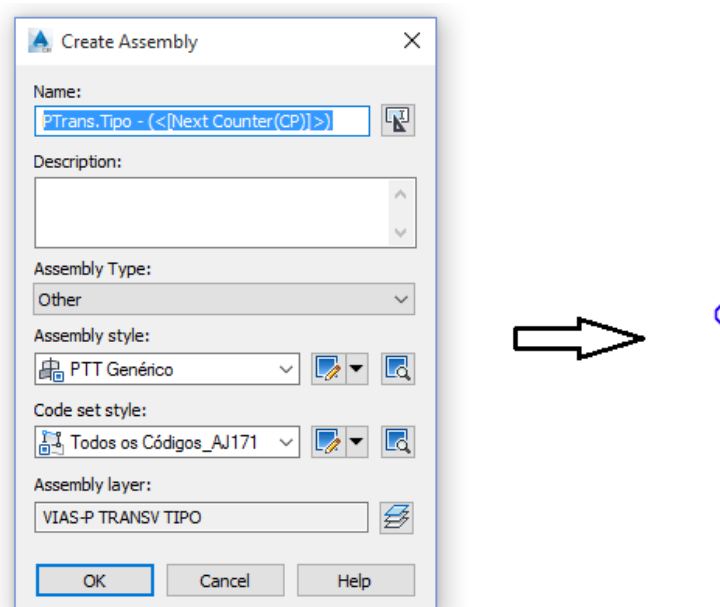 Create Assembly
Name:
PTrans.Tipo - (<[Next Counter(CP)]>)
Description:
Assembly Type:
Other
Assembly style:
PTT Genérico
Code set style:
Todos os Códigos_AJ171
Assembly layer:
VIAS-P TRANSV TIPO
OK Cancel Help